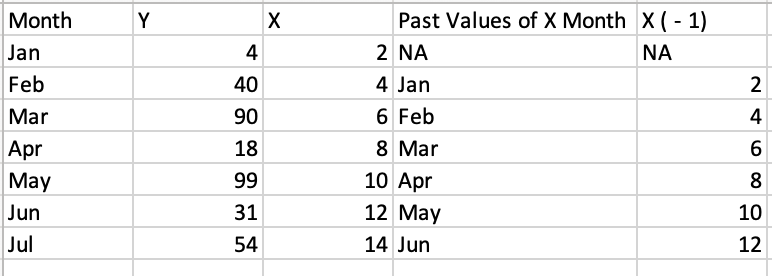 Month Y X Past Values of X Month X ( - 1)
Jan 4 2 NA NA
Feb 40 4 Jan 2
Mar 90 6 Feb 4
Apr 18 8 Mar 6
May 99 10 Apr 8
Jun 31 12 May 10
Jul 54 14 Jun 12